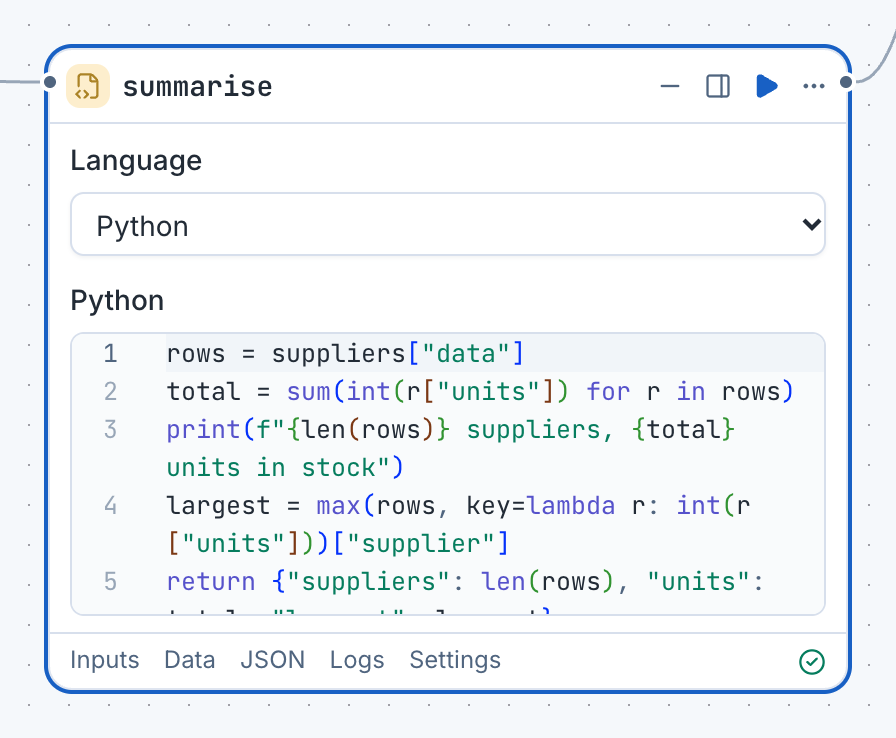 summarise
Language
Python
Python
1 rows = suppliers["data"]
2 total = sum(int(r["units"]) for r in rows)
3 print(f"{len(rows)} suppliers, {total}
units in stock")
4 largest = max(rows, key=lambda r: int(r
["units"]))["supplier"]
5 return {"suppliers": len(rows), "units":
Inputs Data JSON Logs Settings